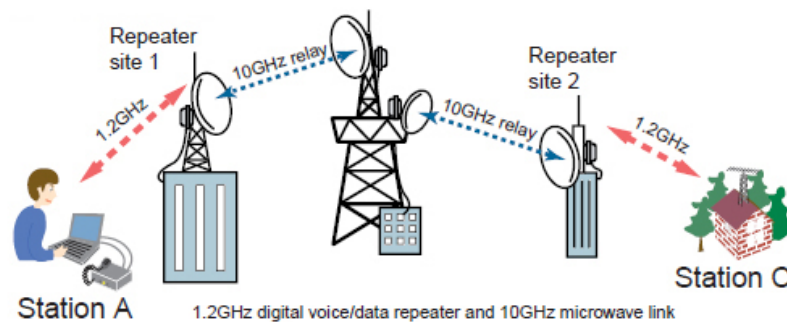 Repeater
site 1
10GHz relay
1.2GHz
Repeater
site 2
10GHz relay
1.2GHz
Station A
Station C
1.2GHz digital voice/data repeater and 10GHz microwave link